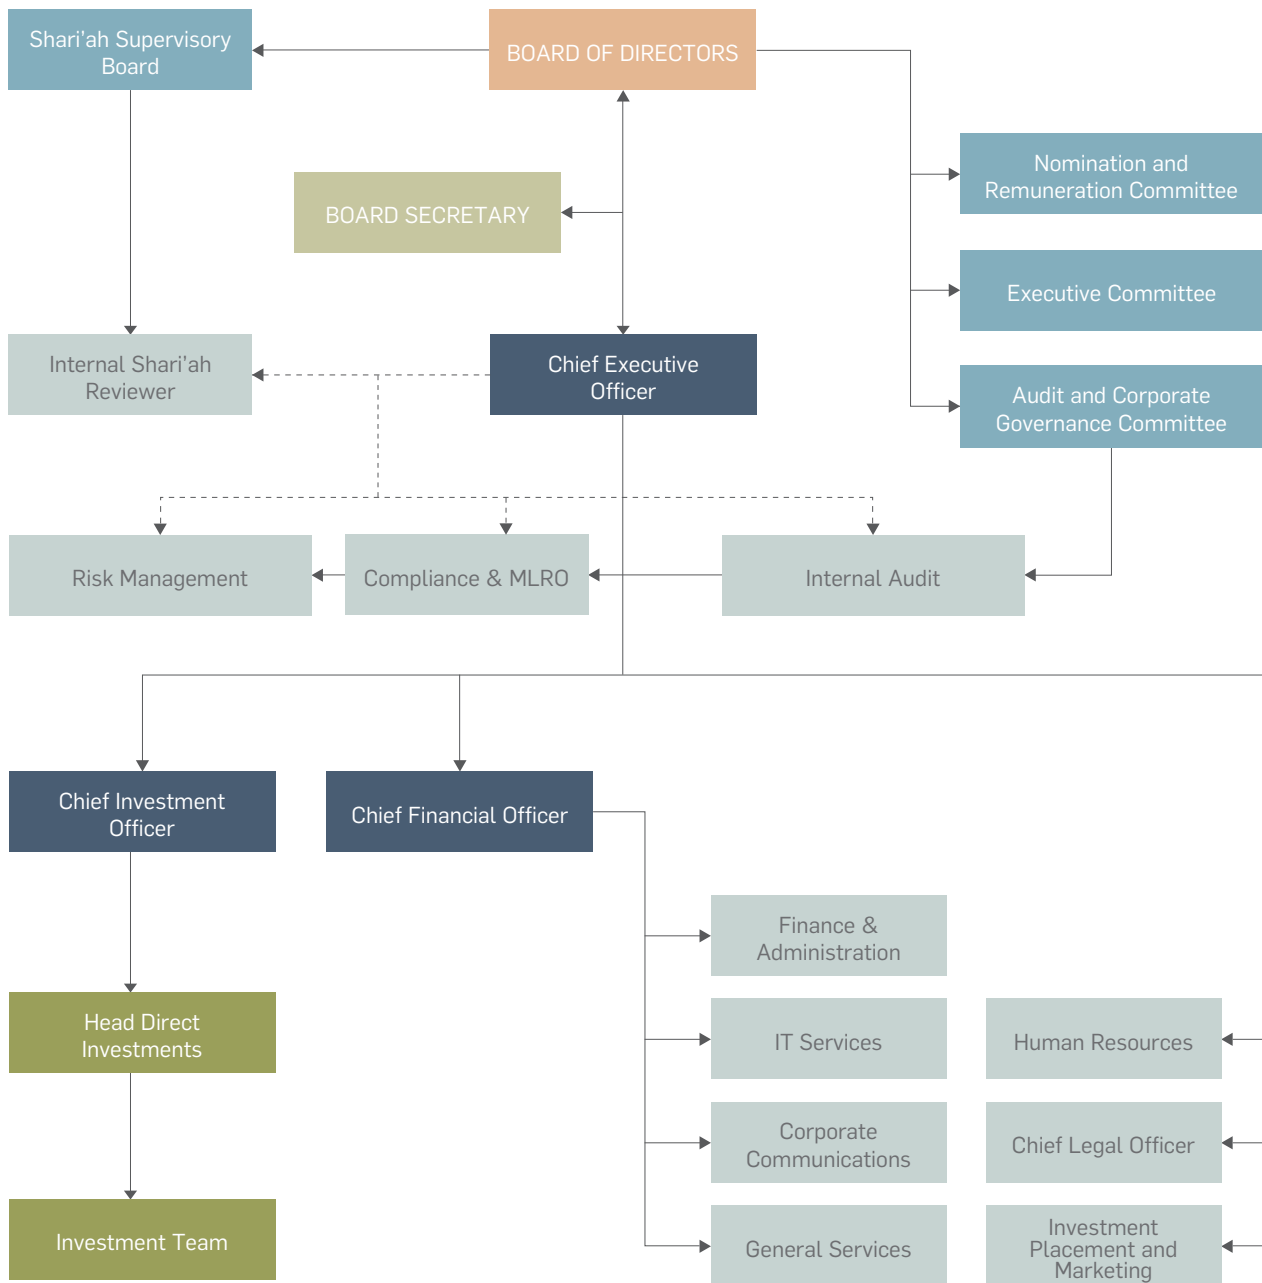 Shari'ah Supervisory
Board
BOARD OF DIRECTORS
Nomination and
Remuneration Committee
BOARD SECRETARY
Executive Committee
Internal Shari'ah
Reviewer
Chief Executive
Officer
Audit and Corporate
Governance Committee
Risk Management
Compliance & MLRO
Internal Audit
Chief Investment
Officer
Chief Financial Officer
Finance &
Administration
Head Direct
Investments
IT Services
Human Resources
Corporate
Communications
Chief Legal Officer
Investment Team
General Services
Investment
Placement and
Marketing